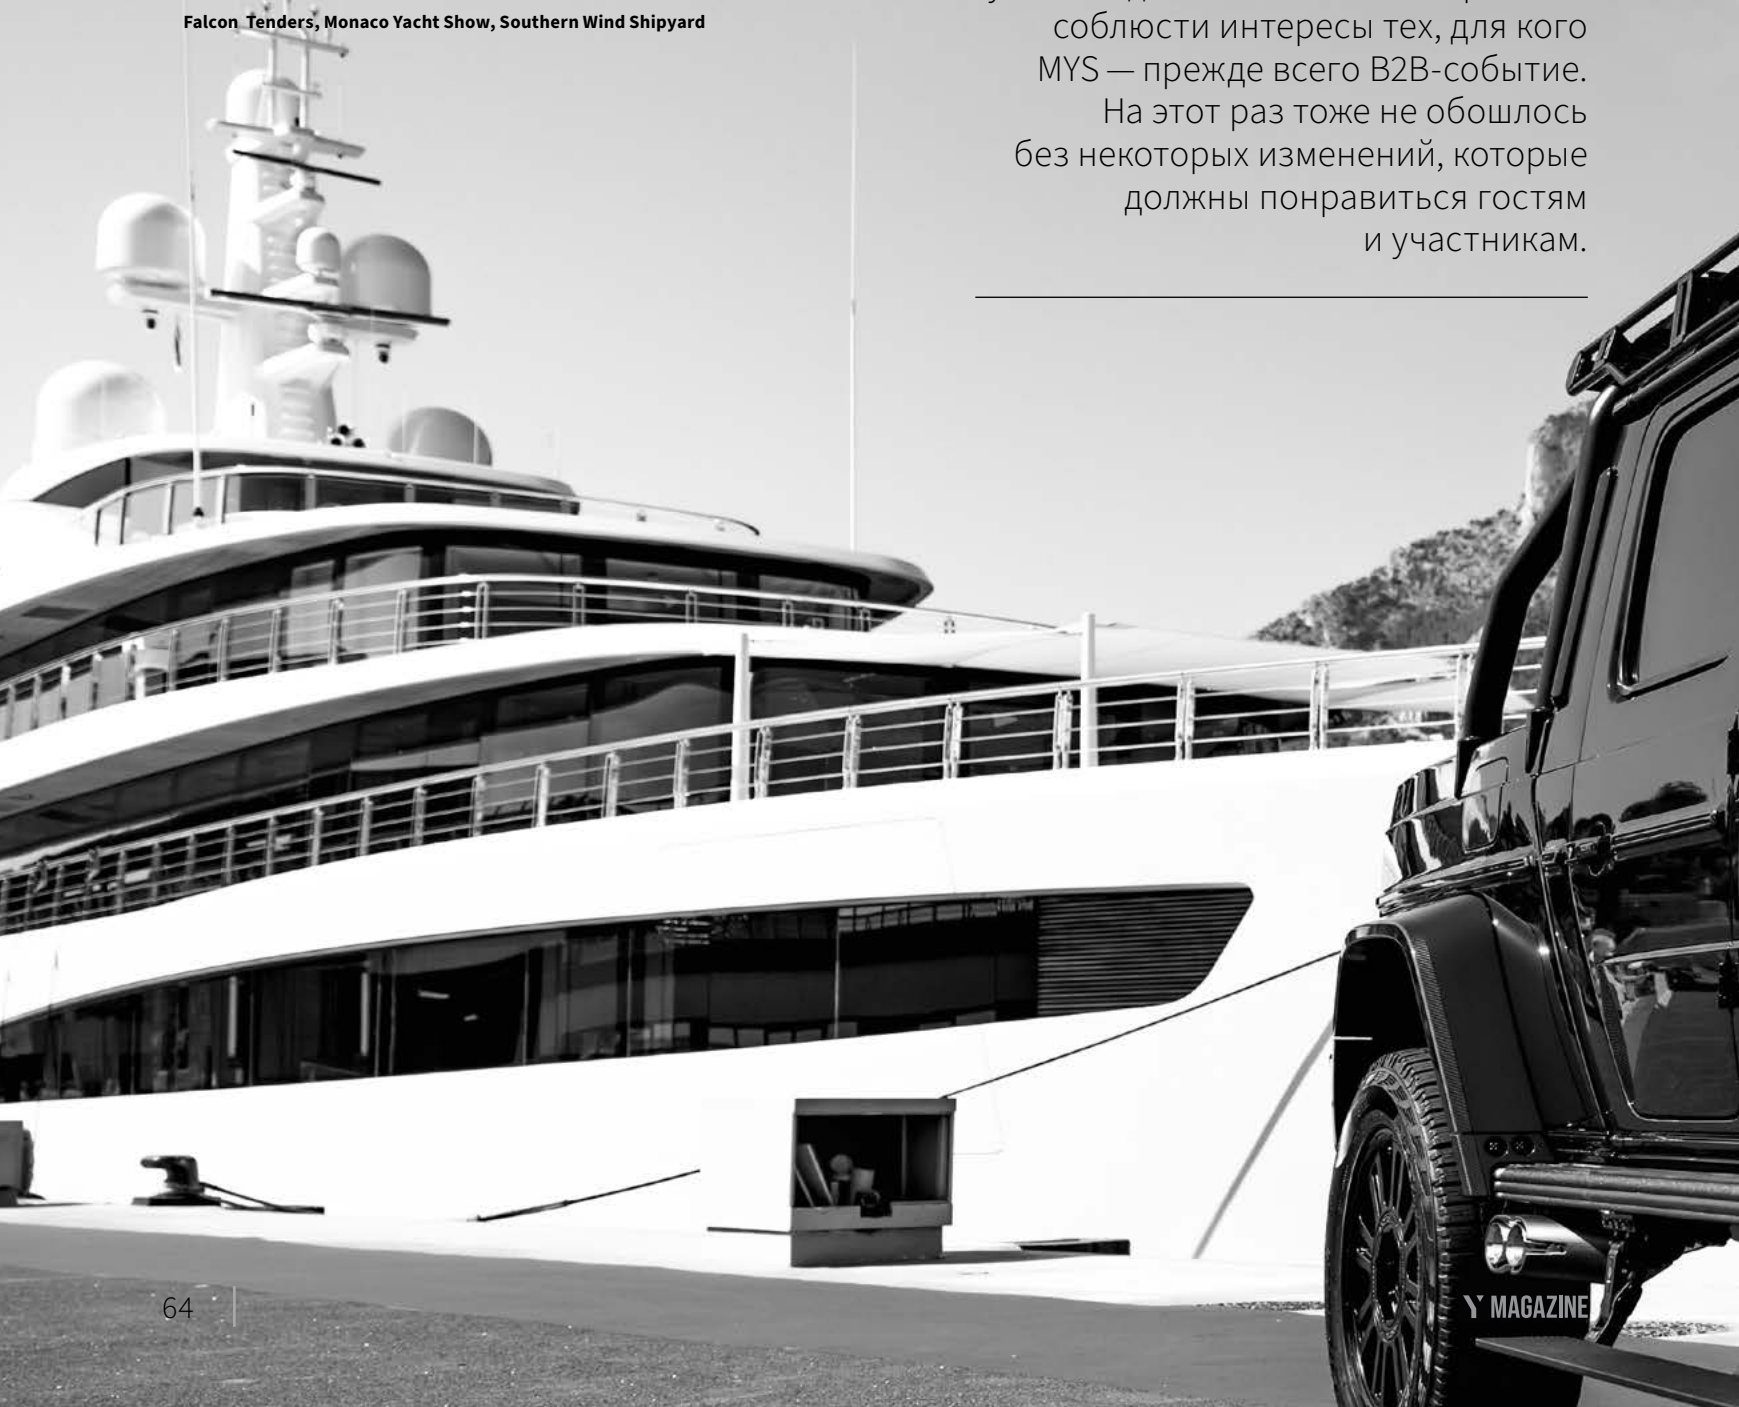 Falcon Tenders, Monaco Yacht Show, Southern Wind Shipyard
соблюсти интересы тех, для кого
MYS — прежде всего B2B-событие.
На этот раз тоже не обошлось
без некоторых изменений, которые
должны понравиться гостям
и участникам.
64
Y MAGAZINE